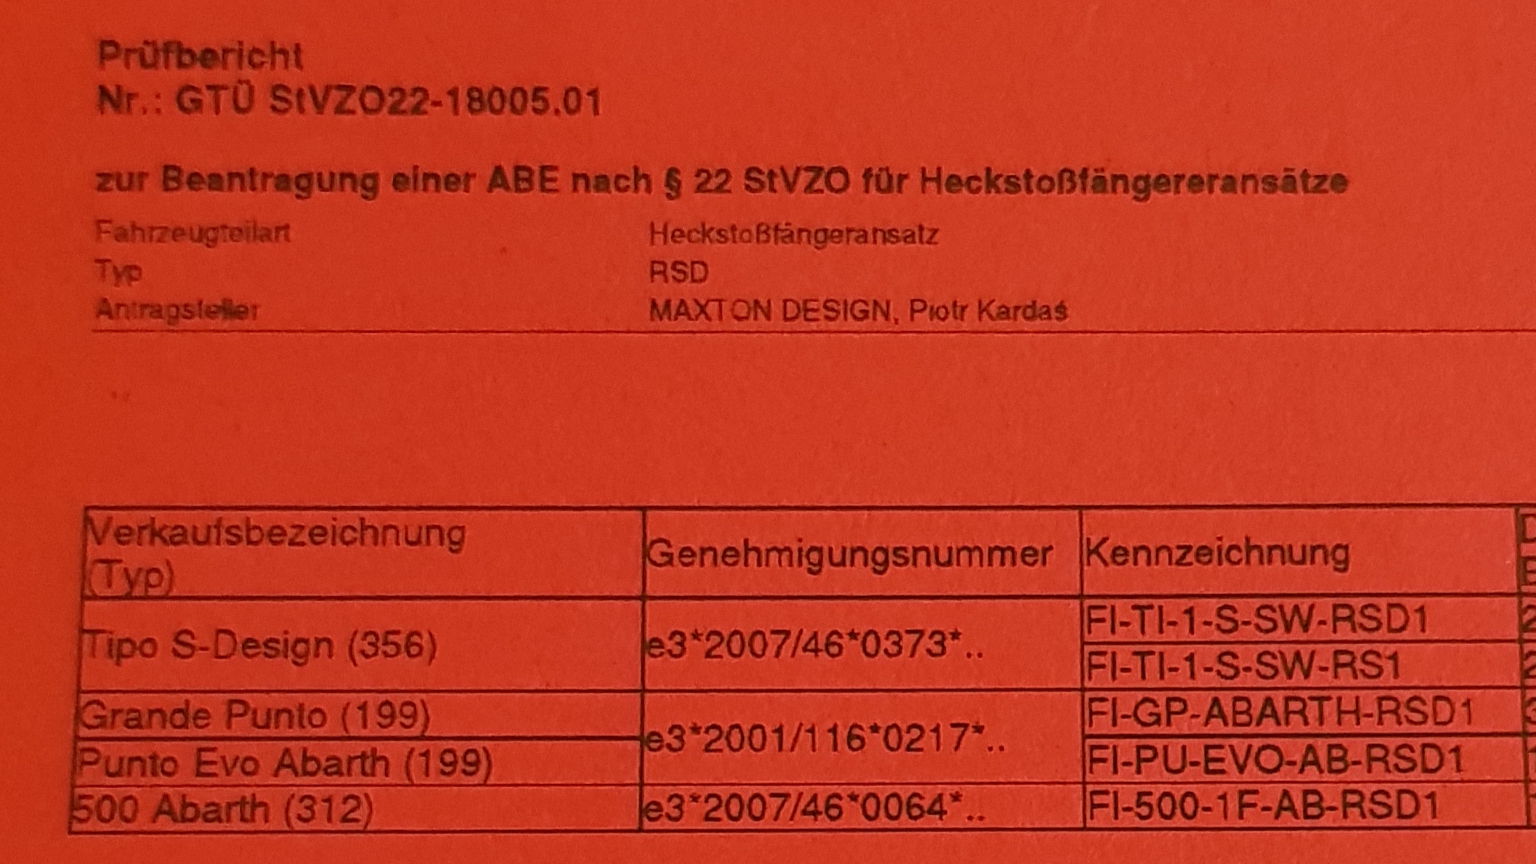 Prüfbericht
Nr.: GTÜ StVZO22-18005.01
zur Beantragung einer ABE nach § 22 StVZO für Heckstoßfängereransätze
Fahrzeugteilart Heckstoßfängeransatz
Typ RSD
Antragsteller MAXTON DESIGN, Piotr Kardaś
Verkaufsbezeichnung (Typ) Genehmigungsnummer Kennzeichnung
Tipo S-Design (356) e3*2007/46*0373*.. FI-TI-1-S-SW-RSD1
FI-TI-1-S-SW-RS1
Grande Punto (199) e3*2001/116*0217*.. FI-GP-ABARTH-RSD1
Punto Evo Abarth (199) FI-PU-EVO-AB-RSD1
500 Abarth (312) e3*2007/46*0064*.. FI-500-1F-AB-RSD1